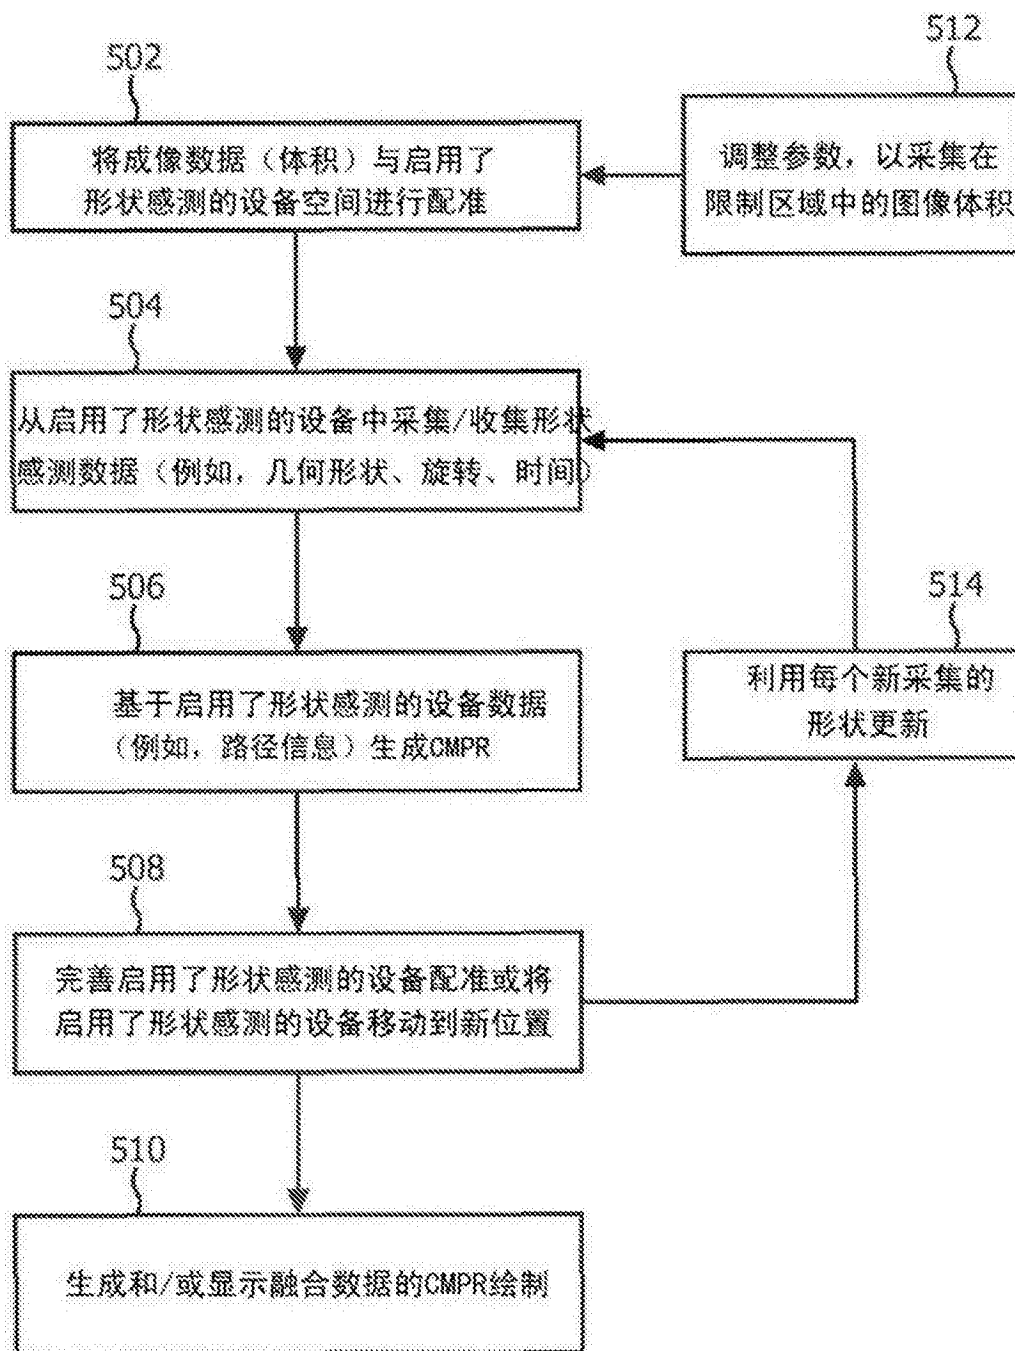 502
512
将成像数据（体积）与启用了
形状感测的设备空间进行配准
调整参数，以采集在
限制区域中的图像体积
504
从启用了形状感测的设备中采集/收集形状
感测数据（例如，几何形状、旋转、时间）
506
514
基于启用了形状感测的设备数据
（例如，路径信息）生成CMPR
利用每个新采集的
形状更新
508
完善启用了形状感测的设备配准或将
启用了形状感测的设备移动到新位置
510
生成和/或显示融合数据的CMPR绘制